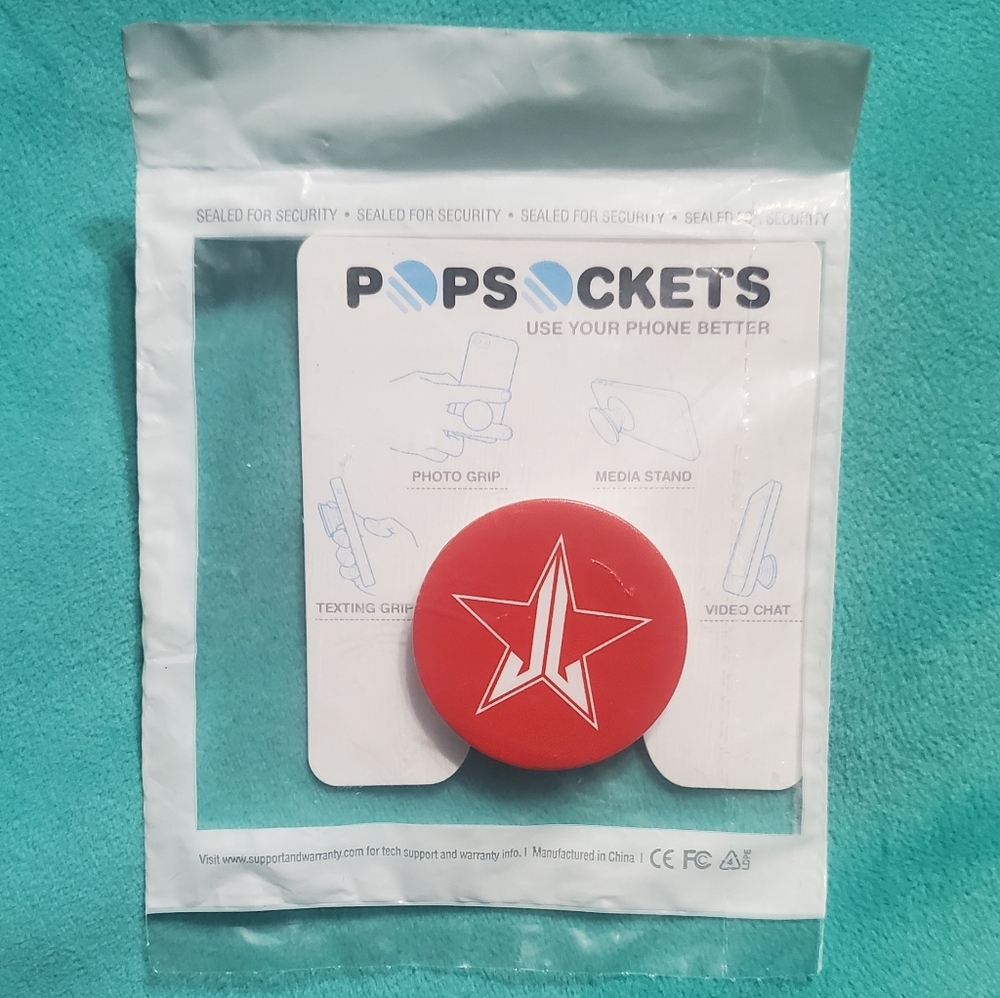 SEALED FOR SECURITY • SEALED FOR SECURITY • SEALED FOR SECURITY • SEALED FOR SECURITY
POPSOCKETS
USE YOUR PHONE BETTER
PHOTO GRIP
MEDIA STAND
TEXTING GRIP
VIDEO CHAT
Visit www.supportandwarranty.com for tech support and warranty info. | Manufactured in China | CE FC 4 LDPE